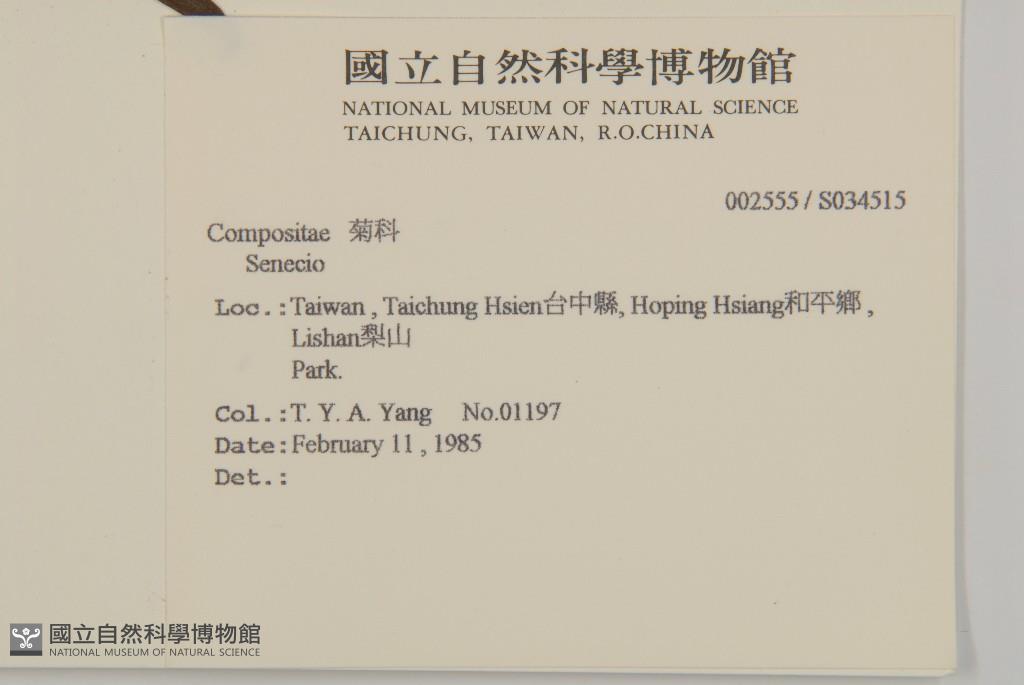 國立自然科學博物館
NATIONAL MUSEUM OF NATURAL SCIENCE
TAICHUNG, TAIWAN, R.O.CHINA
002555 / S034515
Compositae 菊科
Senecio
Loc.:Taiwan , Taichung Hsien台中縣, Hoping Hsiang和平鄉 ,
Lishan梨山
Park.
Col.:T. Y. A. Yang No.01197
Date:February 11 , 1985
Det.:
國立自然科學博物館
NATIONAL MUSEUM OF NATURAL SCIENCE